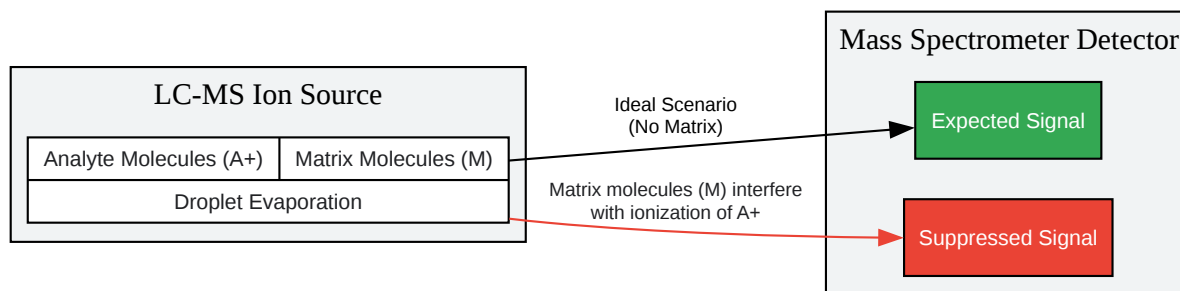 LC-MS Ion Source
Analyte Molecules (A+)
Matrix Molecules (M)
Droplet Evaporation
Ideal Scenario
(No Matrix)
Matrix molecules (M) interfere
with ionization of A+
Mass Spectrometer Detector
Expected Signal
Suppressed Signal